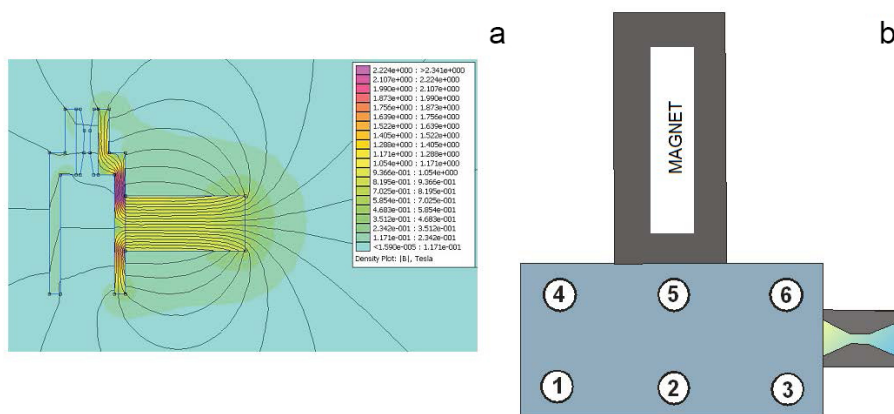 a
b
2.224e+000 : >2.341e+000
2.107e+000 : 2.224e+000
1.990e+000 : 2.107e+000
1.873e+000 : 1.990e+000
1.756e+000 : 1.873e+000
1.639e+000 : 1.756e+000
1.522e+000 : 1.639e+000
1.405e+000 : 1.522e+000
1.288e+000 : 1.405e+000
1.171e+000 : 1.288e+000
1.054e+000 : 1.171e+000
9.366e-001 : 1.054e+000
8.195e-001 : 9.366e-001
7.025e-001 : 8.195e-001
5.854e-001 : 7.025e-001
4.683e-001 : 5.854e-001
3.512e-001 : 4.683e-001
2.342e-001 : 3.512e-001
1.171e-001 : 2.342e-001
<1.590e-005 : 1.171e-001
Density Plot: |B|, Tesla
MAGNET
4 5 6
1 2 3